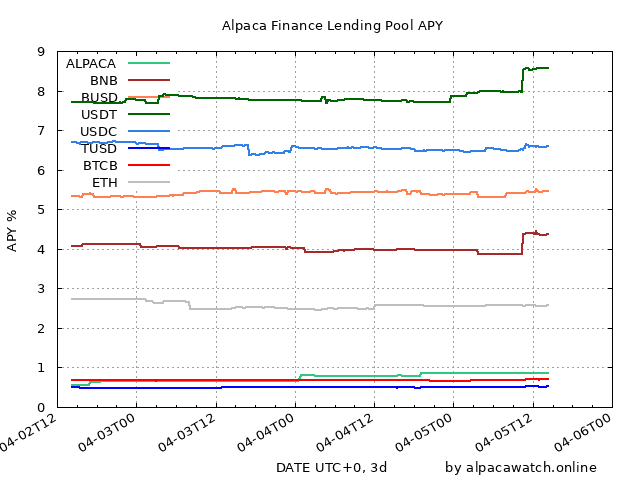 Alpaca Finance Lending Pool APY
9
8
7
6
5
4
3
2
1
0
APY %
ALPACA
BNB
BUSD
USDT
USDC
TUSD
BTCB
ETH
04-02T12
04-03T00
04-03T12
04-04T00
04-04T12
04-05T00
04-05T12
04-06T00
DATE UTC+0, 3d
by alpacawatch.online